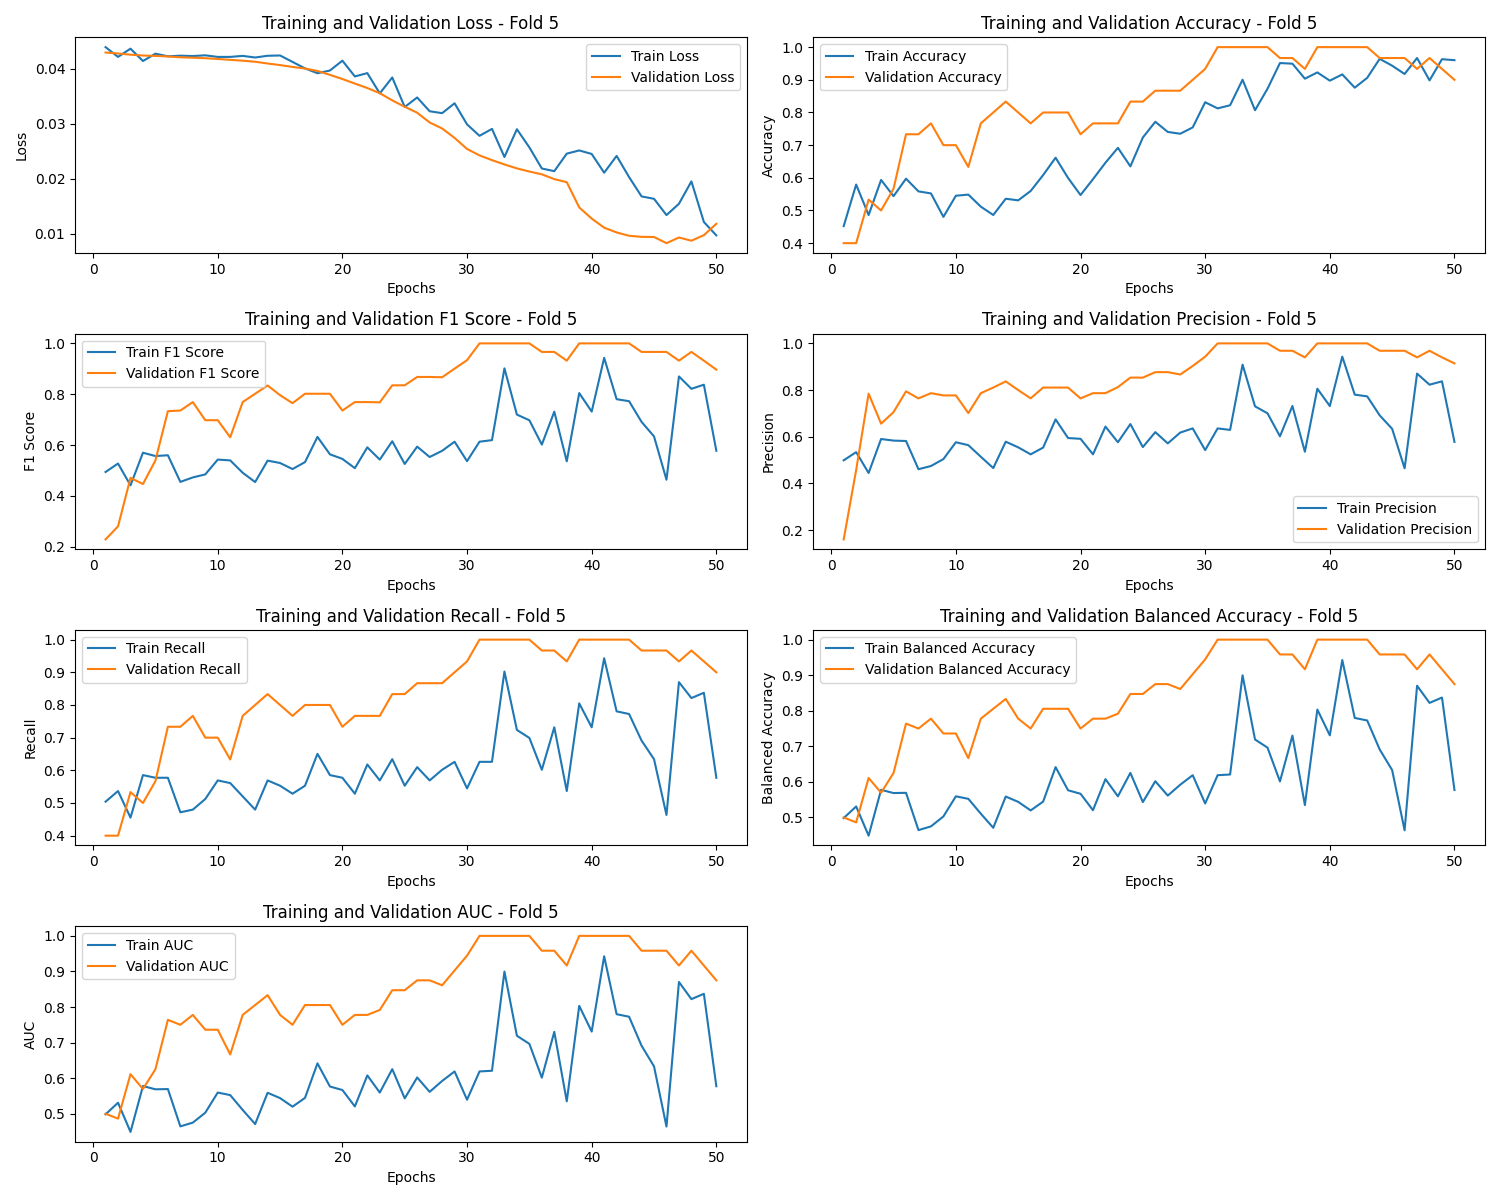 Training and Validation Loss - Fold 5
Loss
0.04
0.03
0.02
0.01
Train Loss
Validation Loss
0 10 20 30 40 50
Epochs
Training and Validation Accuracy - Fold 5
Accuracy
1.0
0.9
0.8
0.7
0.6
0.5
0.4
Train Accuracy
Validation Accuracy
0 10 20 30 40 50
Epochs
Training and Validation F1 Score - Fold 5
F1 Score
1.0
0.8
0.6
0.4
0.2
Train F1 Score
Validation F1 Score
0 10 20 30 40 50
Epochs
Training and Validation Precision - Fold 5
Precision
1.0
0.8
0.6
0.4
0.2
Train Precision
Validation Precision
0 10 20 30 40 50
Epochs
Training and Validation Recall - Fold 5
Recall
1.0
0.9
0.8
0.7
0.6
0.5
0.4
Train Recall
Validation Recall
0 10 20 30 40 50
Epochs
Training and Validation Balanced Accuracy - Fold 5
Balanced Accuracy
1.0
0.9
0.8
0.7
0.6
0.5
Train Balanced Accuracy
Validation Balanced Accuracy
0 10 20 30 40 50
Epochs
Training and Validation AUC - Fold 5
AUC
1.0
0.9
0.8
0.7
0.6
0.5
Train AUC
Validation AUC
0 10 20 30 40 50
Epochs